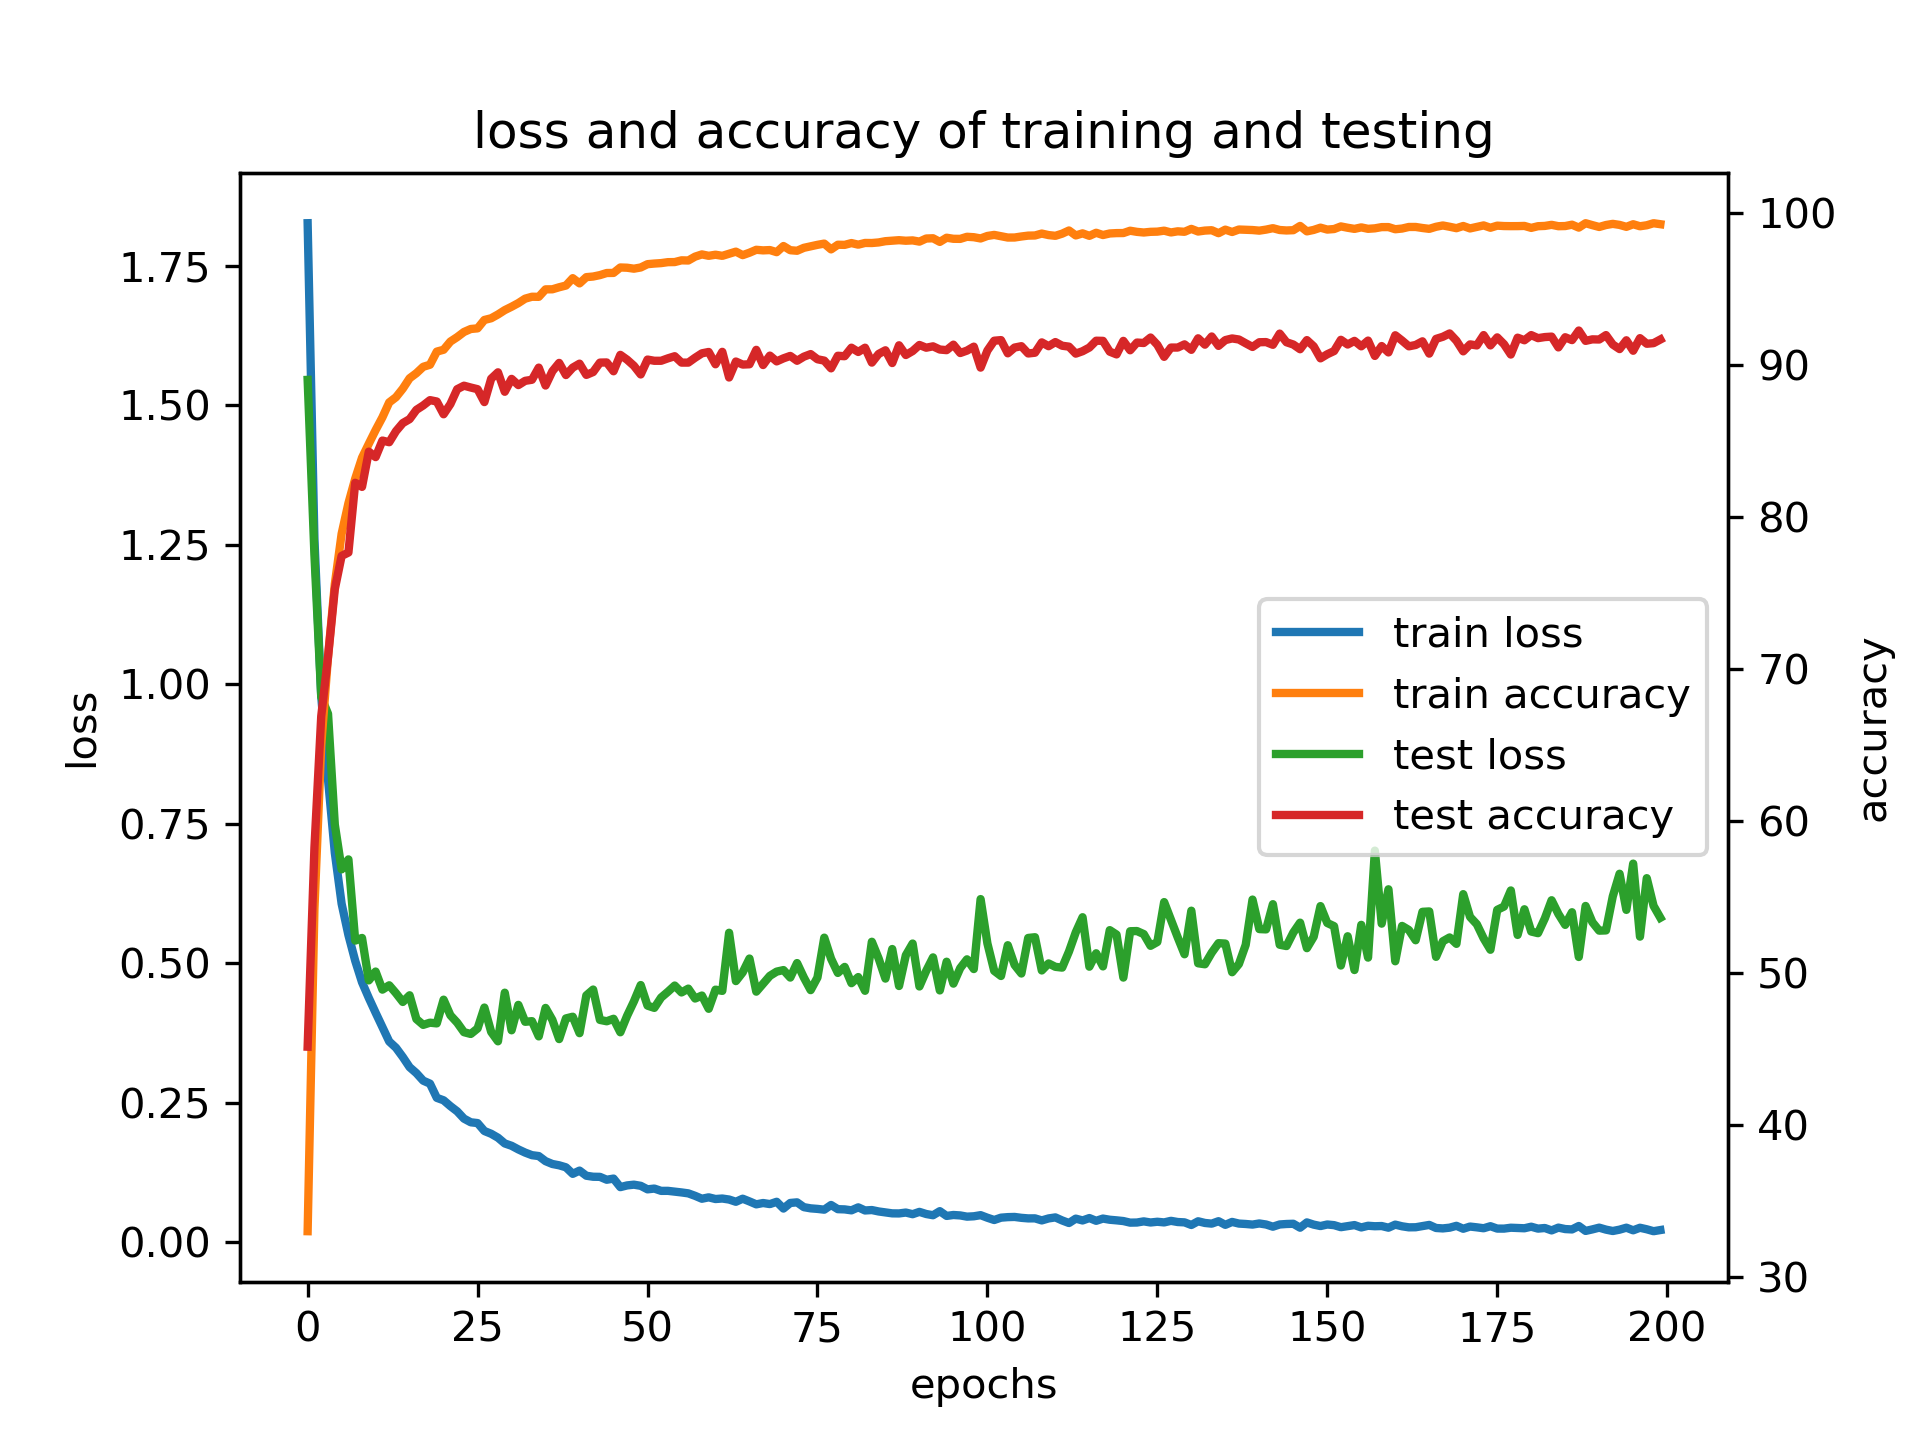 loss and accuracy of training and testing
1.75
1.50
1.25
1.00
0.75
0.50
0.25
0.00
loss
100
90
80
70
60
50
40
30
accuracy
train loss
train accuracy
test loss
test accuracy
0 25 50 75 100 125 150 175 200
epochs